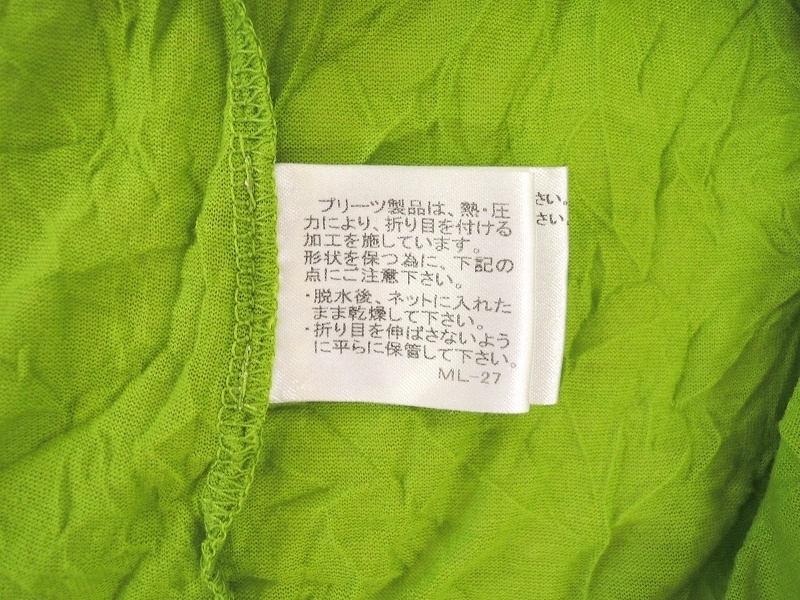 プリーツ製品は、熱・圧
力により、折り目を付ける
加工を施しています。
形状を保つ為に、下記の
点にご注意下さい。
・脱水後、ネットに入れた
まま乾燥して下さい。
・折り目を伸ばさないよう
に平らに保管して下さい。
ML-27
さい。
さい。